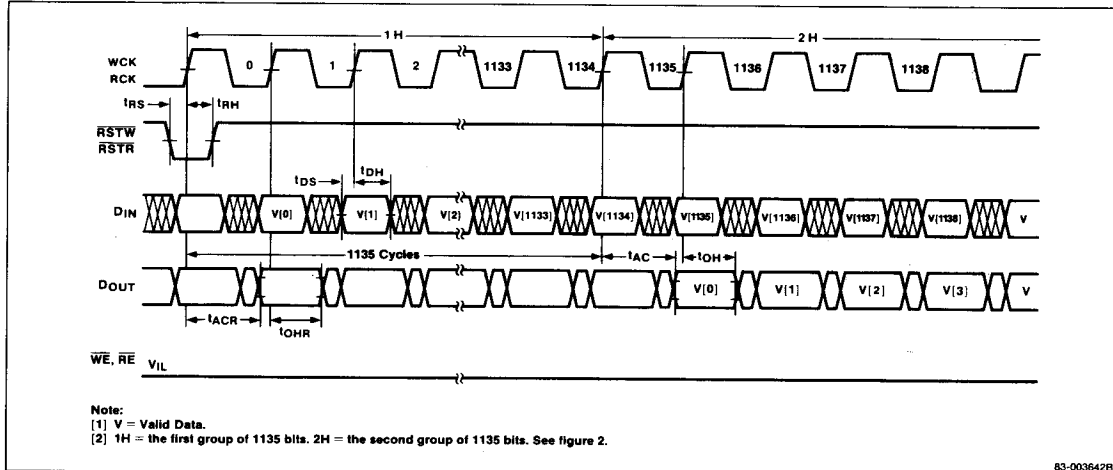 1 H 2 H
WCK
RCK
0 1 2 1133 1134 1135 1136 1137 1138
tRS tRH
RSTW
RSTR
tDS tDH
DIN V[0] V[1] V[2] V[1133] V[1134] V[1135] V[1136] V[1137] V[1138] V
1135 Cycles tAC tOH
DOUT V[0] V[1] V[2] V[3] V
tACR tOHR
WE, RE VIL
Note:
[1] V = Valid Data.
[2] 1H = the first group of 1135 bits. 2H = the second group of 1135 bits. See figure 2.
83-003642B